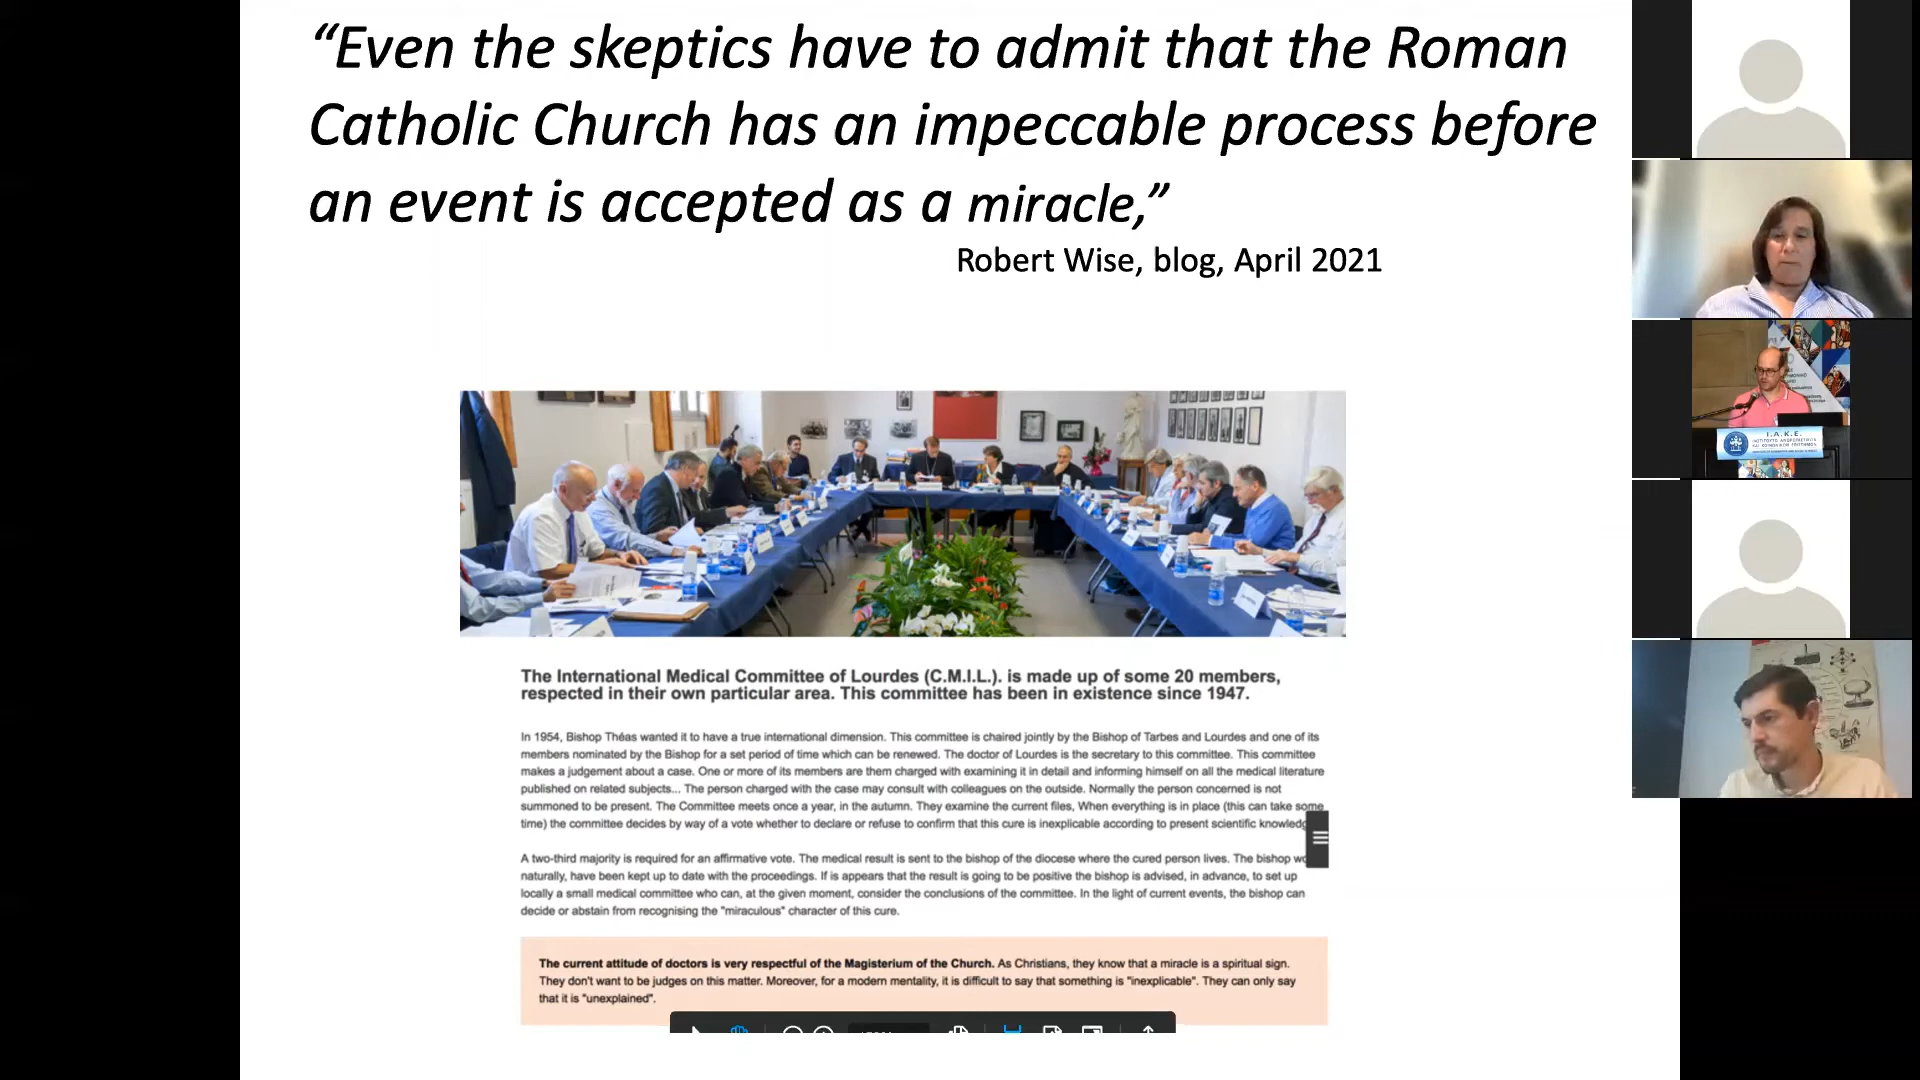 “Even the skeptics have to admit that the Roman
Catholic Church has an impeccable process before
an event is accepted as a miracle,”
Robert Wise, blog, April 2021
The International Medical Committee of Lourdes (C.M.I.L.). is made up of some 20 members,
respected in their own particular area. This committee has been in existence since 1947.
In 1954, Bishop Théas wanted it to have a true international dimension. This committee is chaired jointly by the Bishop of Tarbes and Lourdes and one of its
members nominated by the Bishop for a set period of time which can be renewed. The doctor of Lourdes is the secretary to this committee. This committee
makes a judgement about a case. One or more of its members are them charged with examining it in detail and informing himself on all the medical literature
published on related subjects... The person charged with the case may consult with colleagues on the outside. Normally the person concerned is not
summoned to be present. The Committee meets once a year, in the autumn. They examine the current files, When everything is in place (this can take some
time) the committee decides by way of a vote whether to declare or refuse to confirm that this cure is inexplicable according to present scientific
A two-third majority is required for an affirmative vote. The medical result is sent to the bishop of the diocese where the cured person lives. The bishop
naturally, have been kept up to date with the proceedings. If is appears that the result is going to be positive the bishop is advised, in advance, to set up
locally a small medical committee who can, at the given moment, consider the conclusions of the committee. In the light of current events, the bishop can
decide or abstain from recognising the "miraculous" character of this cure.
The current attitude of doctors is very respectful of the Magisterium of the Church. As Christians, they know that a miracle is a spiritual sign.
They don't want to be judges on this matter. Moreover, for a modern mentality, it is difficult to say that something is "inexplicable". They can only say
that it is "unexplained".
I.A.K.E.